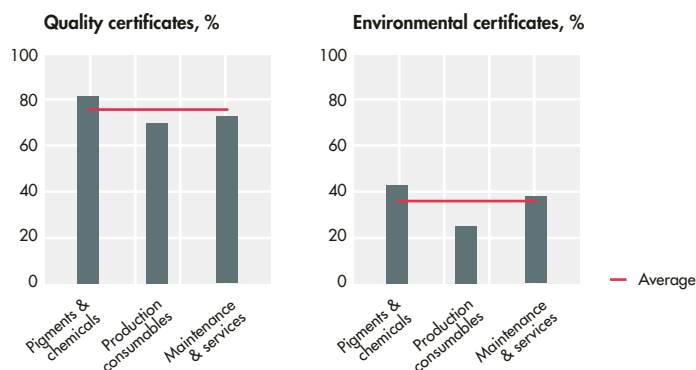 Quality certificates, %
100
80
60
40
20
0
Pigments &
chemicals
Production
consumables
Maintenance
& services
Environmental certificates, %
100
80
60
40
20
0
Pigments &
chemicals
Production
consumables
Maintenance
& services
Average